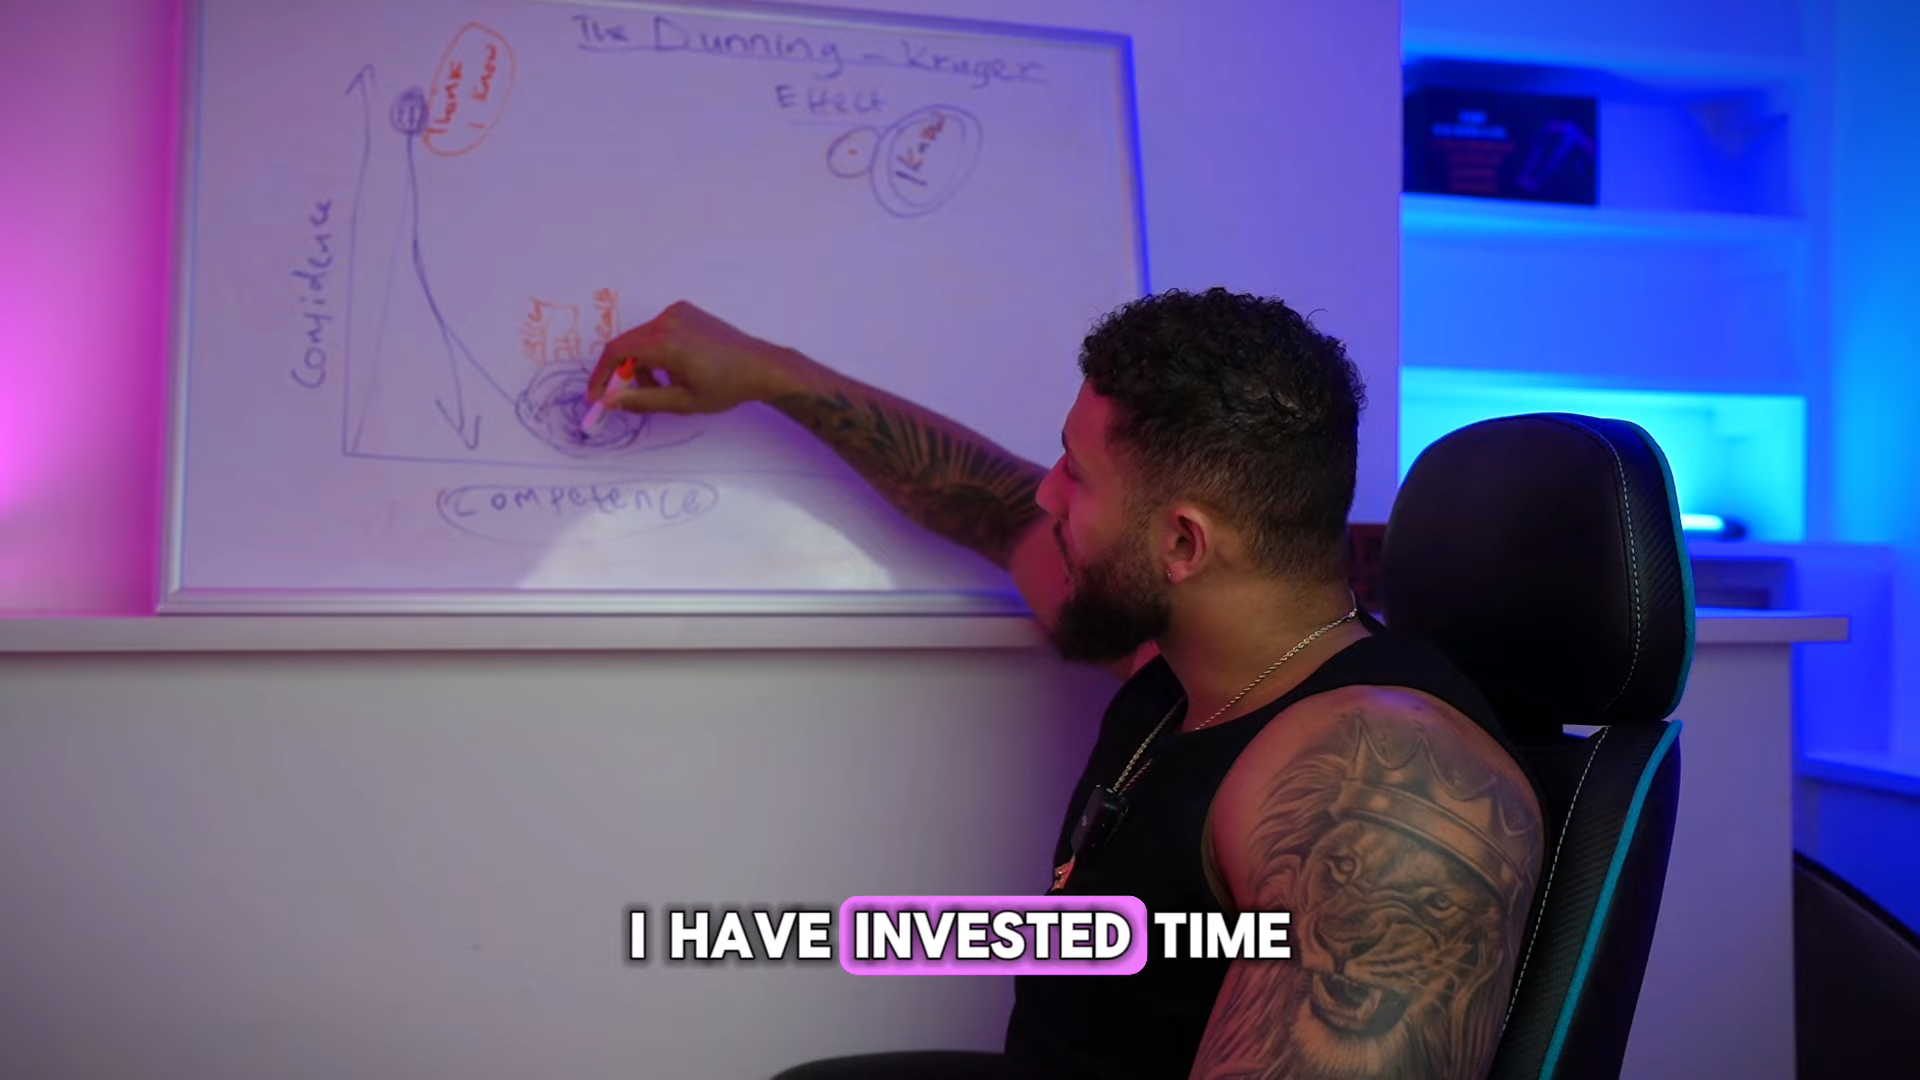 The Dunning – Kruger
Effect
Think
I know
I Know
Confidence
Competence
I HAVE INVESTED TIME